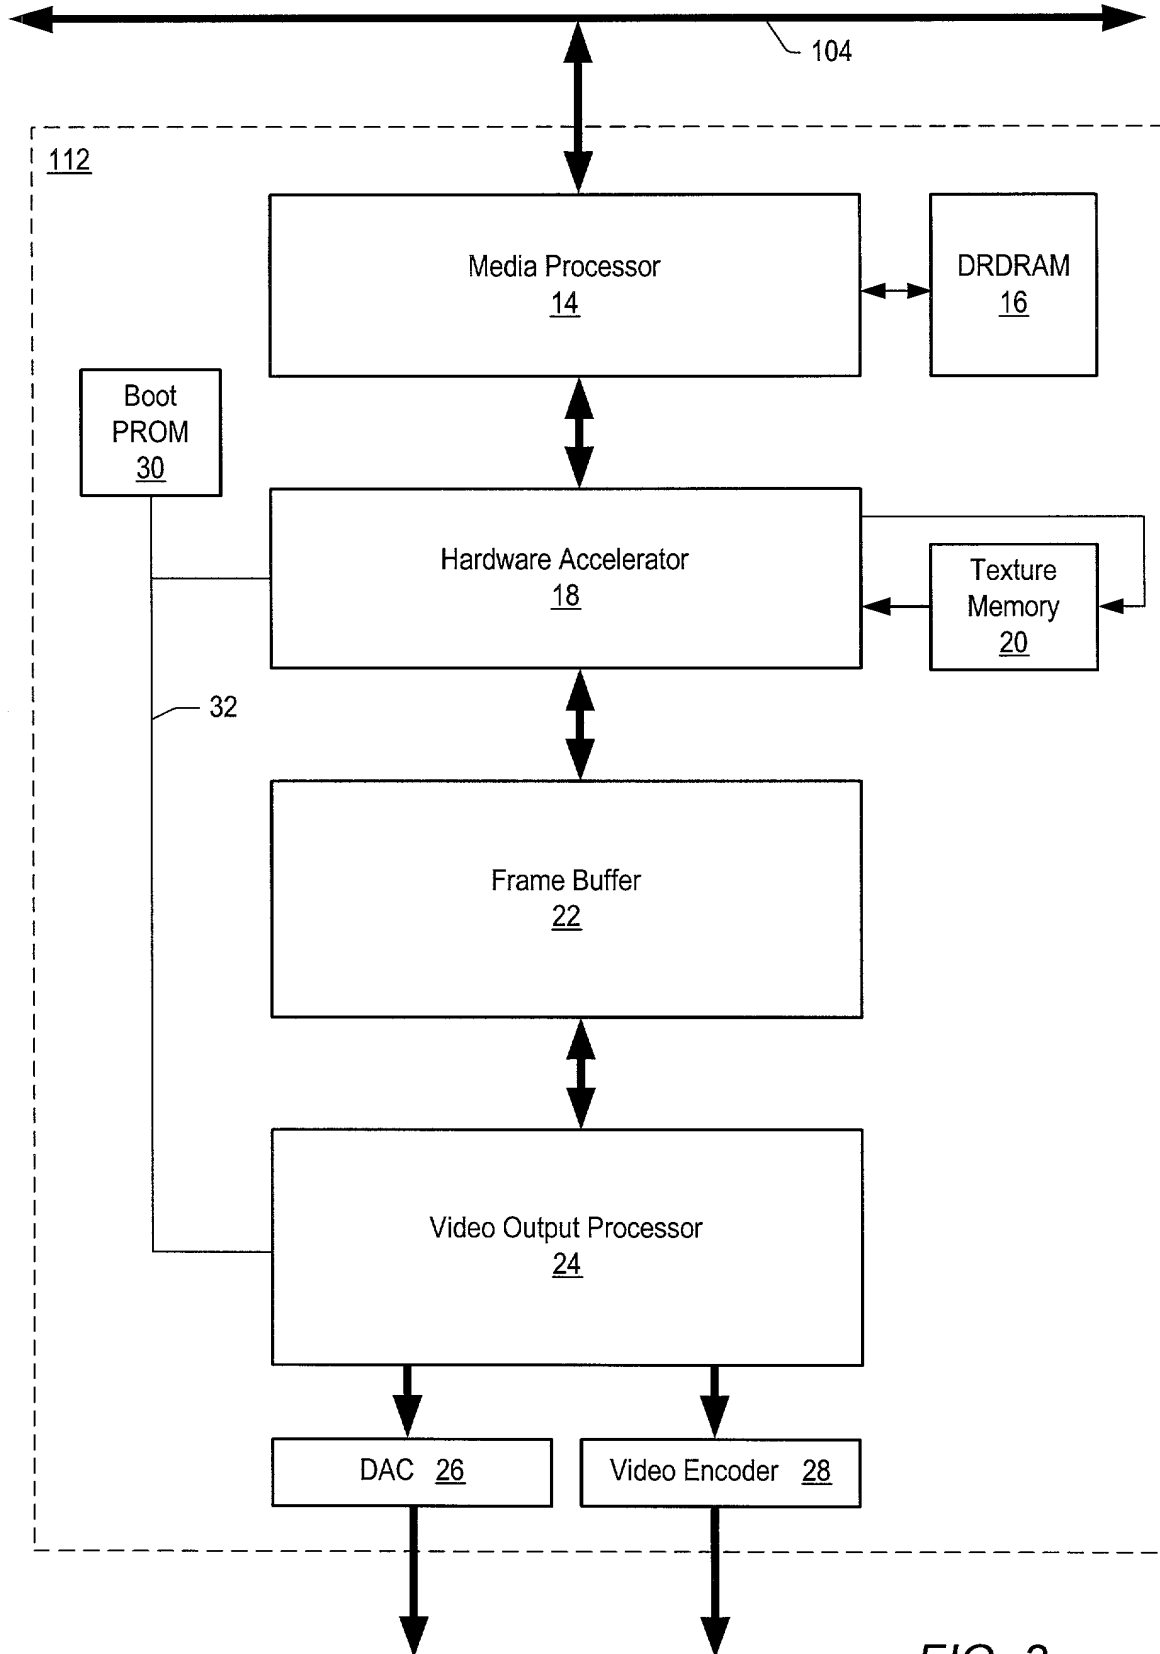 104
112
Media Processor
14
DRDRAM
16
Boot
PROM
30
Hardware Accelerator
18
Texture
Memory
20
32
Frame Buffer
22
Video Output Processor
24
DAC 26
Video Encoder 28
FIG.